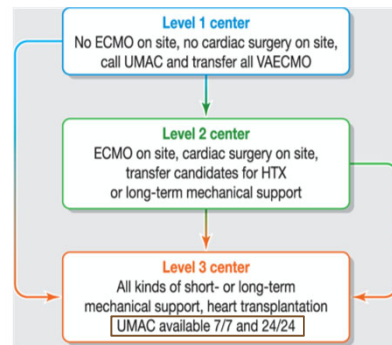 Level 1 center
No ECMO on site, no cardiac surgery on site,
call UMAC and transfer all VAECMO
Level 2 center
ECMO on site, cardiac surgery on site,
transfer candidates for HTX
or long-term mechanical support
Level 3 center
All kinds of short- or long-term
mechanical support, heart transplantation
UMAC available 7/7 and 24/24